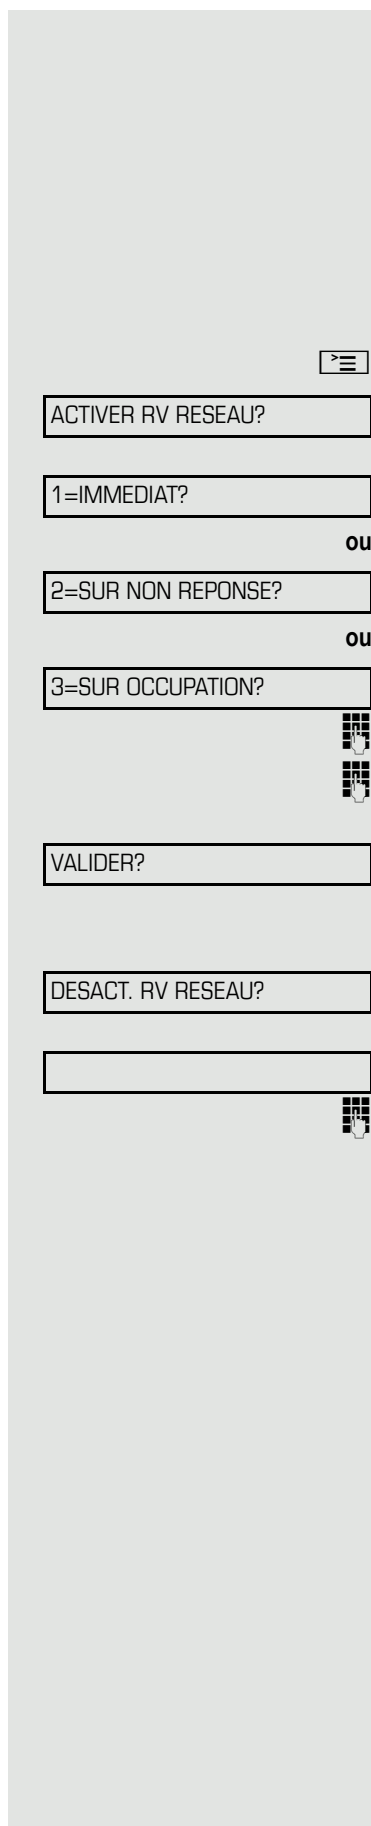 ACTIVER RV RESEAU?
1=IMMEDIAT?
ou
2=SUR NON REPONSE?
ou
3=SUR OCCUPATION?
VALIDER?
DESACT. RV RESEAU?